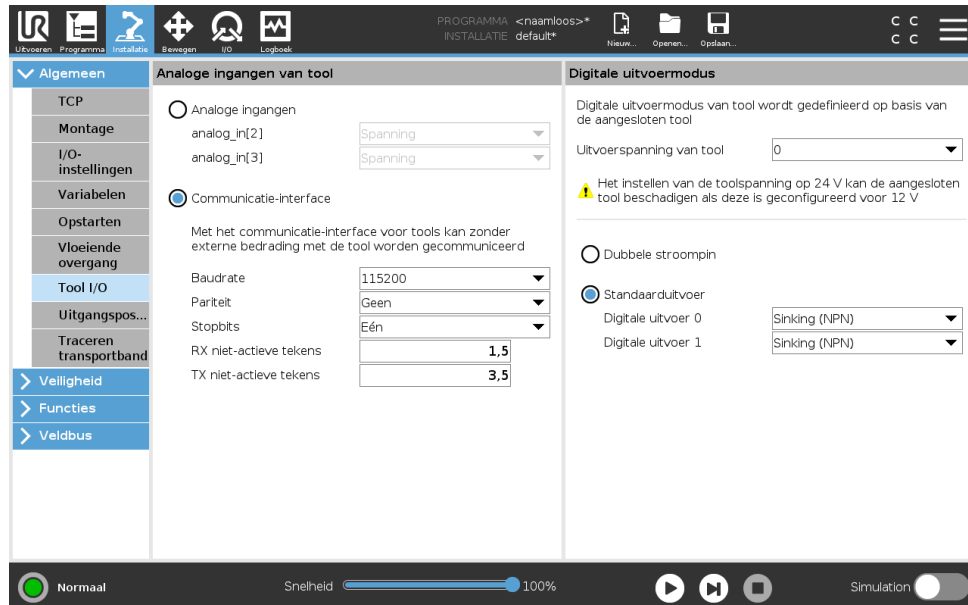 UR
Uitvoeren
Programma
Installatie
Bewegen
I/O
Logboek
PROGRAMMA <naamloos>*
INSTALLATIE default*
Nieuw...
Openen...
Opslaan...
C C
C C
Algemeen
TCP
Montage
I/O-
instellingen
Variabelen
Opstarten
Vloeiende
overgang
Tool I/O
Uitgangspos...
Traceren
transportband
Veiligheid
Functies
Veldbus
Analoge ingangen van tool
Analoge ingangen
analog_in[2] Spanning
analog_in[3] Spanning
Communicatie-interface
Met het communicatie-interface voor tools kan zonder
externe bedrading met de tool worden gecommuniceerd
Baudrate 115200
Pariteit Geen
Stopbits Eén
RX niet-actieve tekens 1,5
TX niet-actieve tekens 3,5
Digitale uitvoermodus
Digitale uitvoermodus van tool wordt gedefinieerd op basis van
de aangesloten tool
Uitvoerspanning van tool 0
Het instellen van de toolspanning op 24 V kan de aangesloten
tool beschadigen als deze is geconfigureerd voor 12 V
Dubbele stroompin
Standaarduitvoer
Digitale uitvoer 0 Sinking (NPN)
Digitale uitvoer 1 Sinking (NPN)
Normaal
Snelheid 100%
Simulation